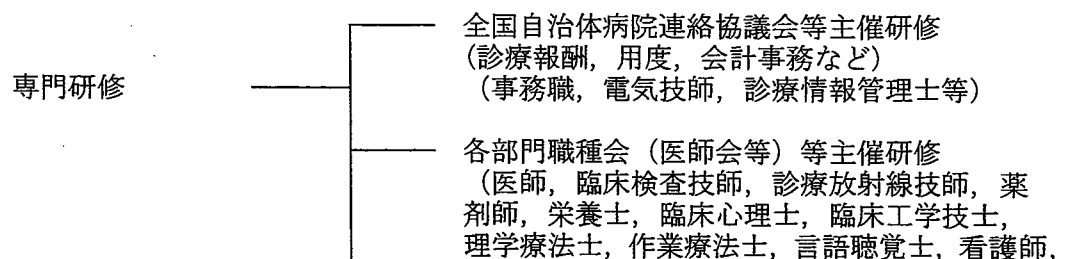 全国自治体病院連絡協議会等主催研修
(診療報酬，用度，会計事務など)
専門研修
(事務職，電気技師，診療情報管理士等)
各部門職種会（医師会等）等主催研修
(医師，臨床検査技師，診療放射線技師，薬
剤師，栄養士，臨床心理士，臨床工学技士，
理学療法士，作業療法士，言語聴覚士，看護師，